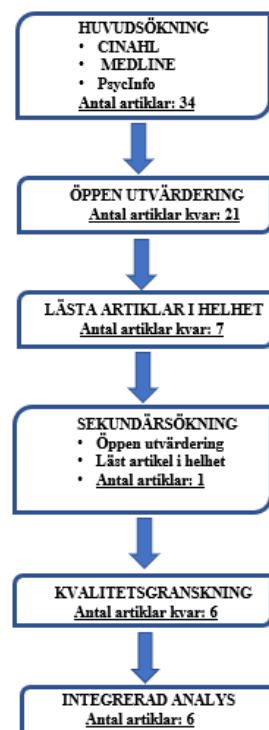 HUVUDSÖKNING
• CINAHL
• MEDLINE
• PsycInfo
Antal artiklar: 34
ÖPPEN UTVÄRDERING
Antal artiklar kvar: 21
LÄSTA ARTIKLAR I HELHET
Antal artiklar kvar: 7
SEKUNDÄRSÖKNING
• Öppen utvärdering
• Läst artikel i helhet
• Antal artiklar: 1
KVALITETSGRANSKNING
Antal artiklar kvar: 6
INTEGRERAD ANALYS
Antal artiklar: 6